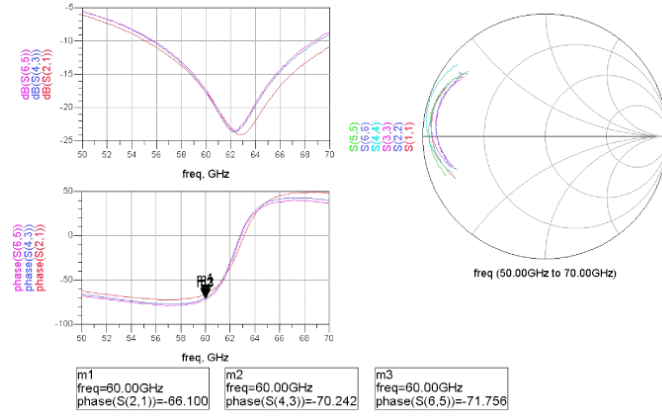 dB(S(6,5))
dB(S(4,3))
dB(S(2,1))
-5
-10
-15
-20
-25
50 52 54 56 58 60 62 64 66 68 70
freq, GHz
phase(S(6,5))
phase(S(4,3))
phase(S(2,1))
50
0
-50
-100
m1
50 52 54 56 58 60 62 64 66 68 70
freq, GHz
S(5,5)
S(6,6)
S(4,4)
S(3,3)
S(2,2)
S(1,1)
freq (50.00GHz to 70.00GHz)
m1
freq=60.00GHz
phase(S(2,1))=-66.100
m2
freq=60.00GHz
phase(S(4,3))=-70.242
m3
freq=60.00GHz
phase(S(6,5))=-71.756